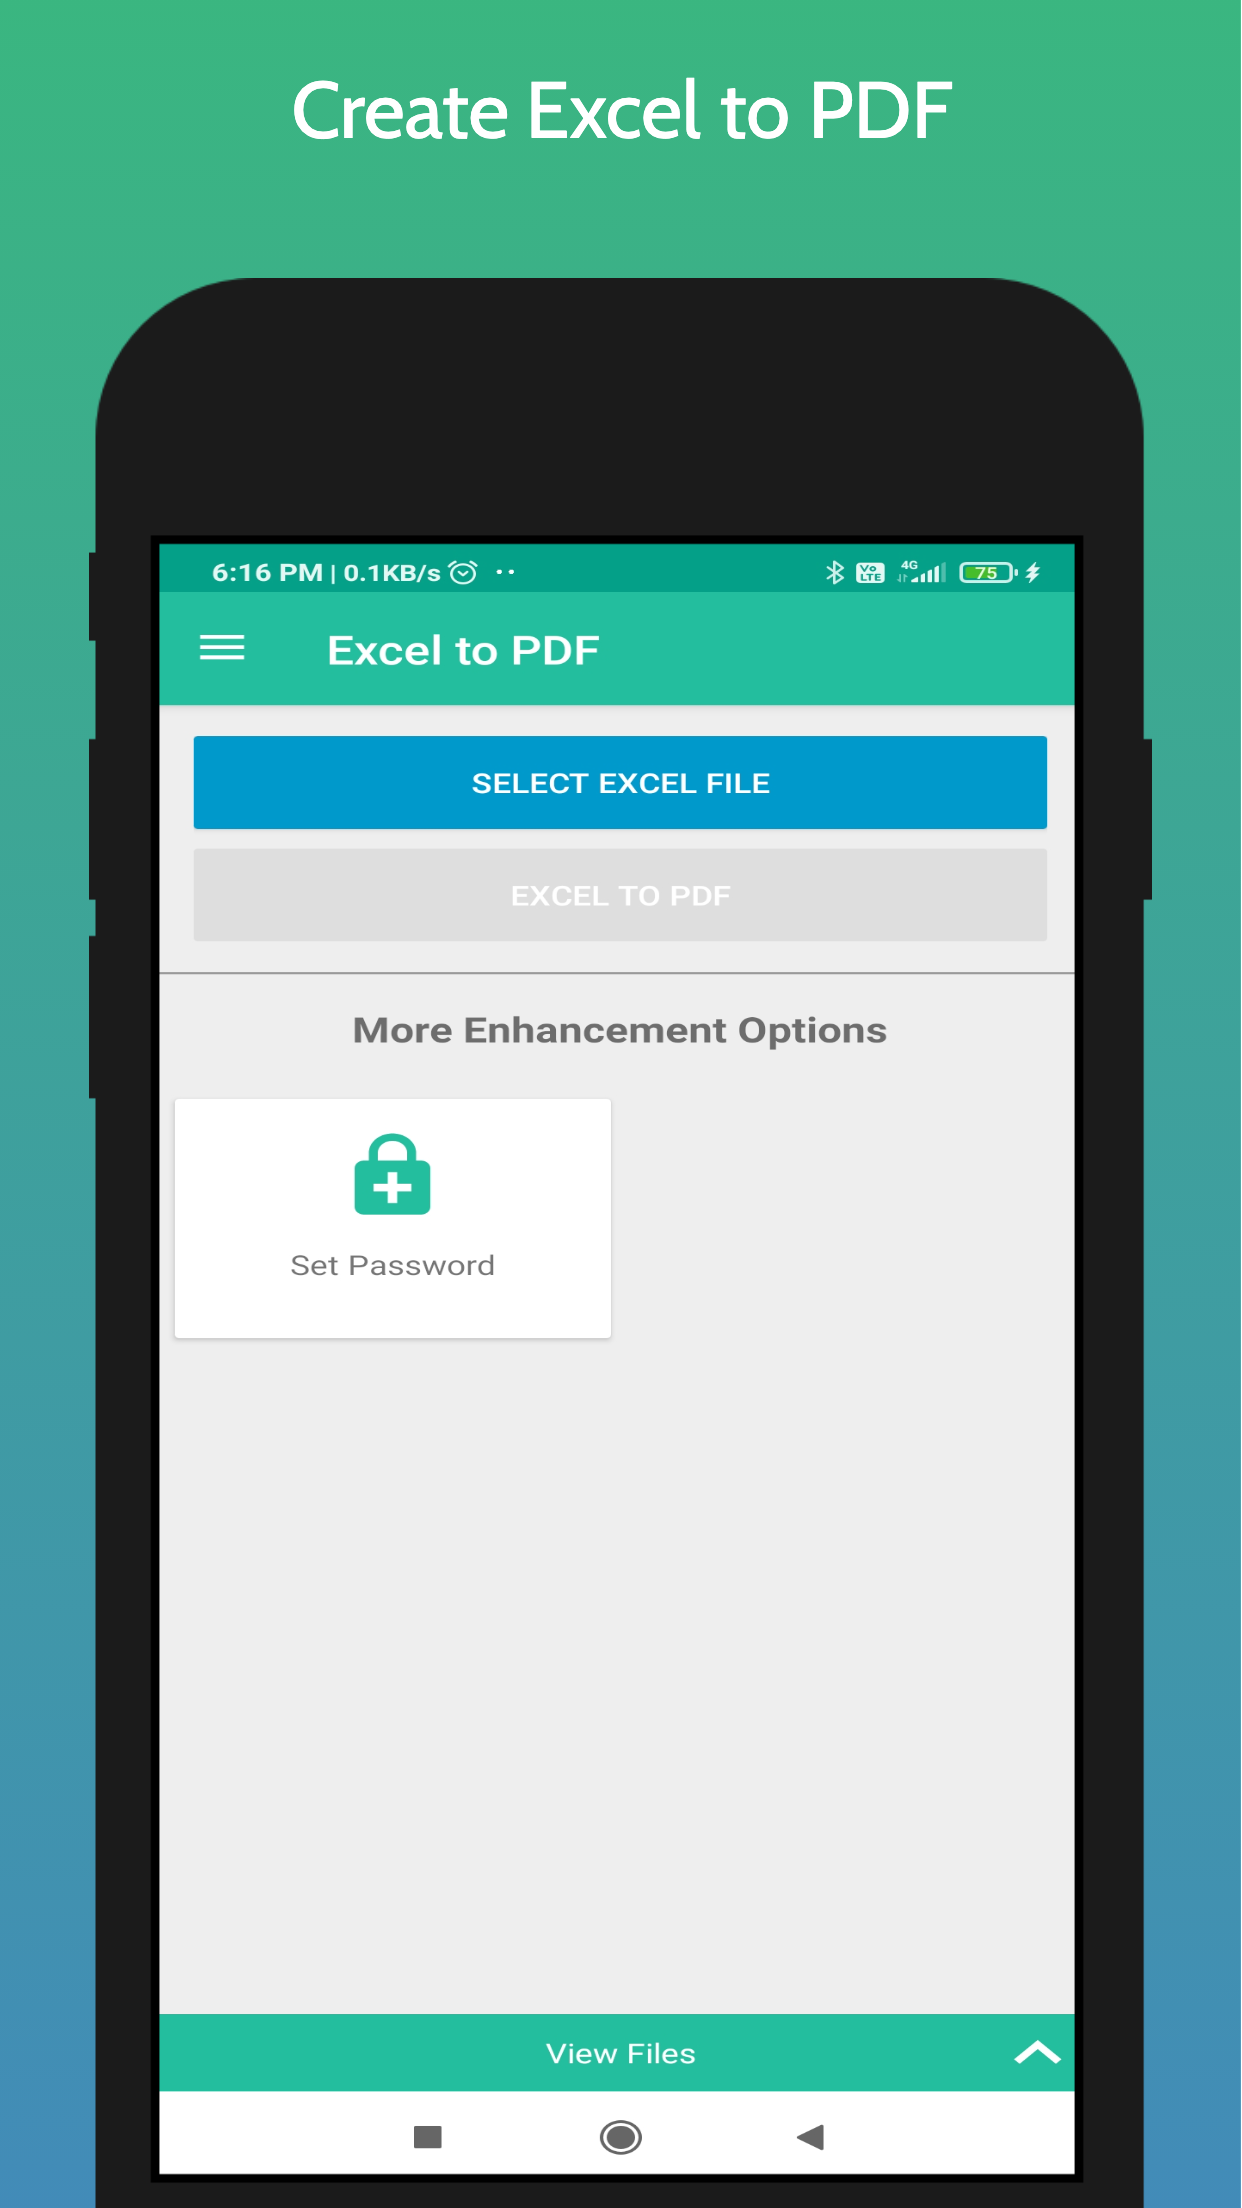 Create Excel to PDF
6:16 PM | 0.1KB/s
Vo LTE 4G 75
Excel to PDF
SELECT EXCEL FILE
EXCEL TO PDF
More Enhancement Options
Set Password
View Files